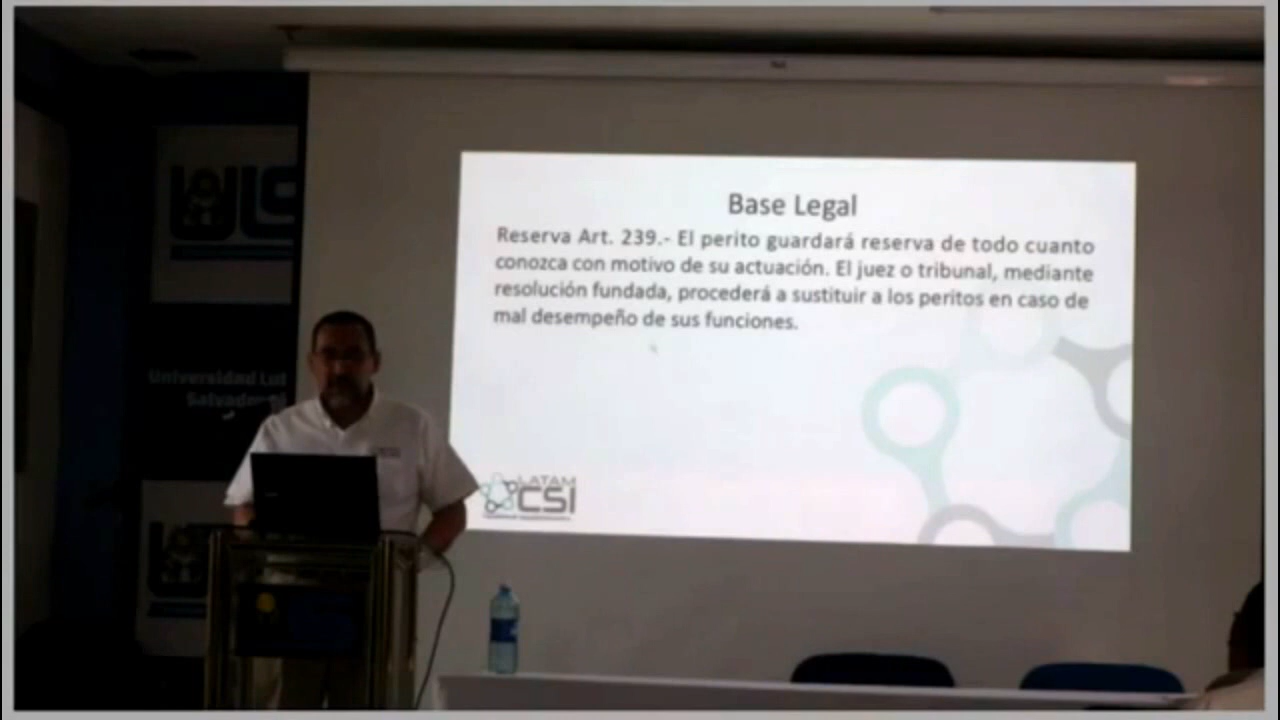 Base Legal
Reserva Art. 239.- El perito guardará reserva de todo cuanto
conozca con motivo de su actuación. El juez o tribunal, mediante
resolución fundada, procederá a sustituir a los peritos en caso de
mal desempeño de sus funciones.
LATAM
CSI
Universidad Lut
Salvador